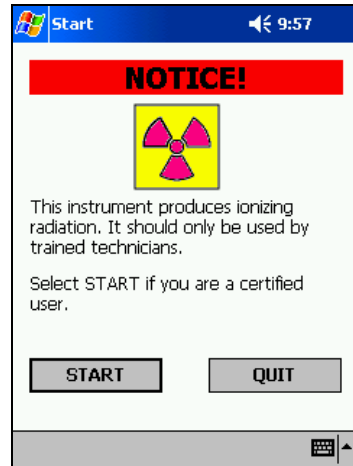 Start 9:57
NOTICE!
This instrument produces ionizing
radiation. It should only be used by
trained technicians.
Select START if you are a certified
user.
START QUIT